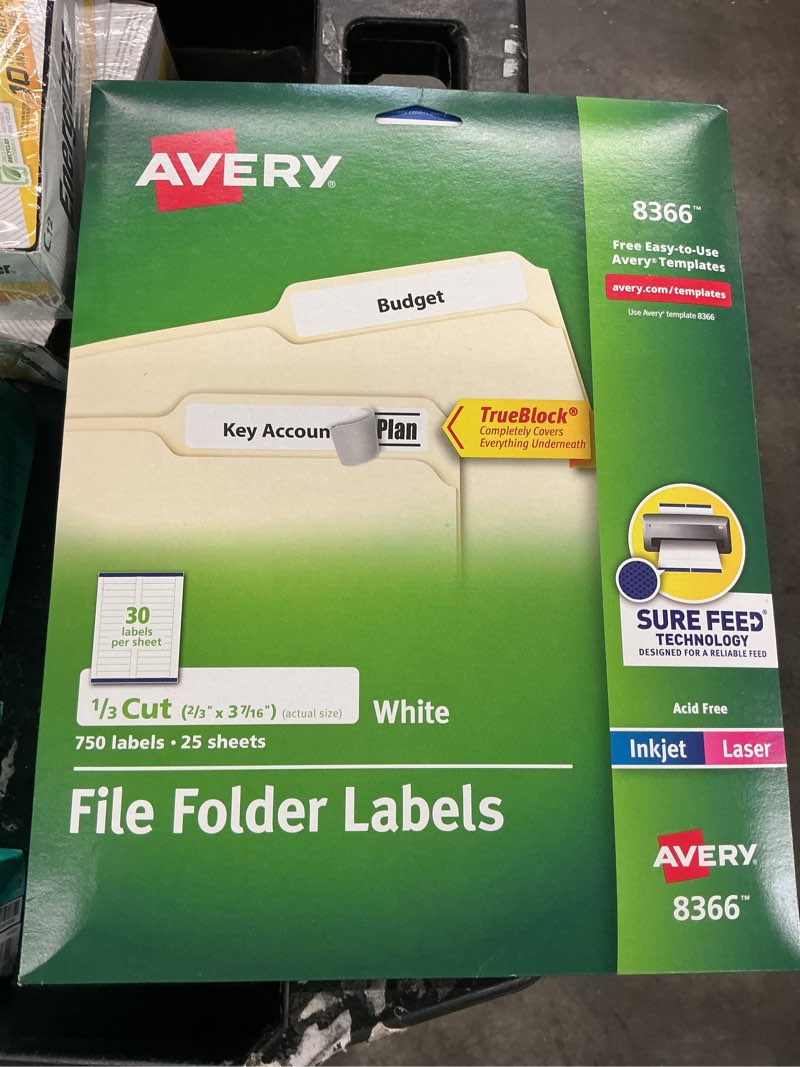 AVERY®
8366™
Free Easy-to-Use
Avery® Templates
avery.com/templates
Use Avery® template 8366
Budget
Key Accoun
Plan
TrueBlock®
Completely Covers
Everything Underneath
30
labels
per sheet
1/3 Cut (2/3" x 3 7/16") (actual size)
White
750 labels • 25 sheets
File Folder Labels
SURE FEED®
TECHNOLOGY
DESIGNED FOR A RELIABLE FEED
Acid Free
Inkjet
Laser
AVERY®
8366™
10
C19